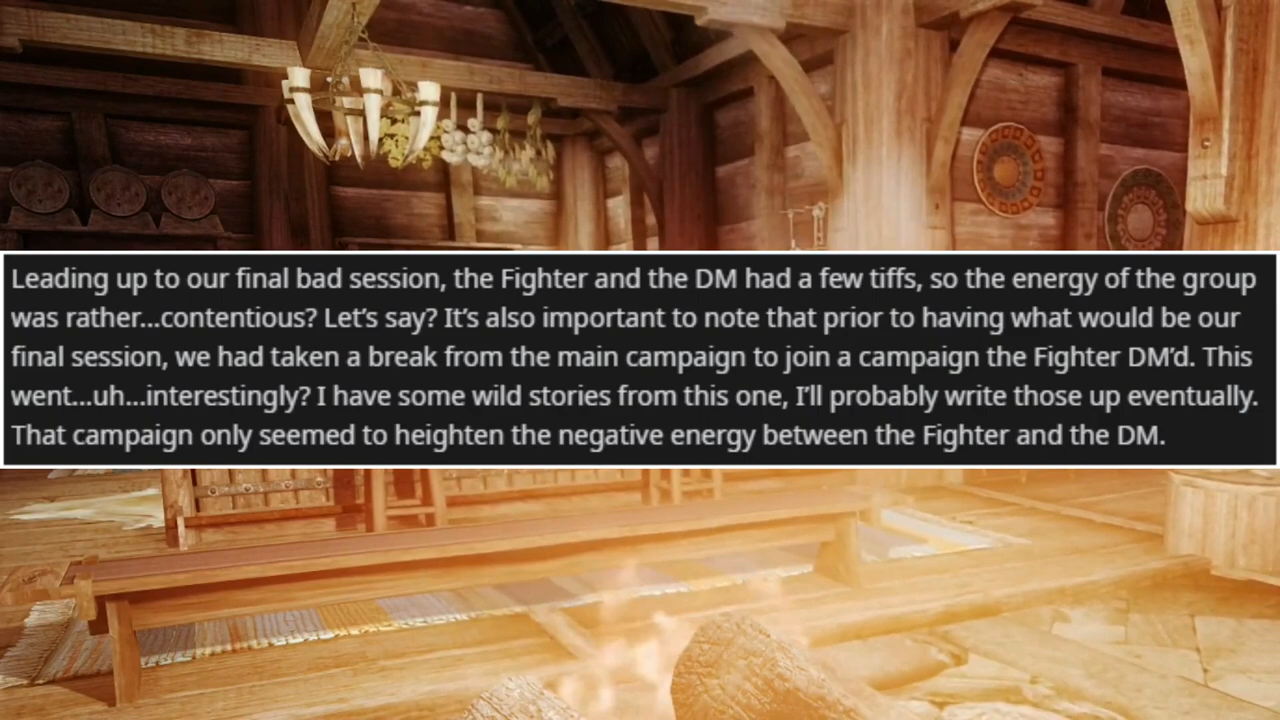 Leading up to our final bad session, the Fighter and the DM had a few tiffs, so the energy of the group
was rather...contentious? Let's say? It's also important to note that prior to having what would be our
final session, we had taken a break from the main campaign to join a campaign the Fighter DM'd. This
went...uh...interestingly? I have some wild stories from this one, I'll probably write those up eventually.
That campaign only seemed to heighten the negative energy between the Fighter and the DM.